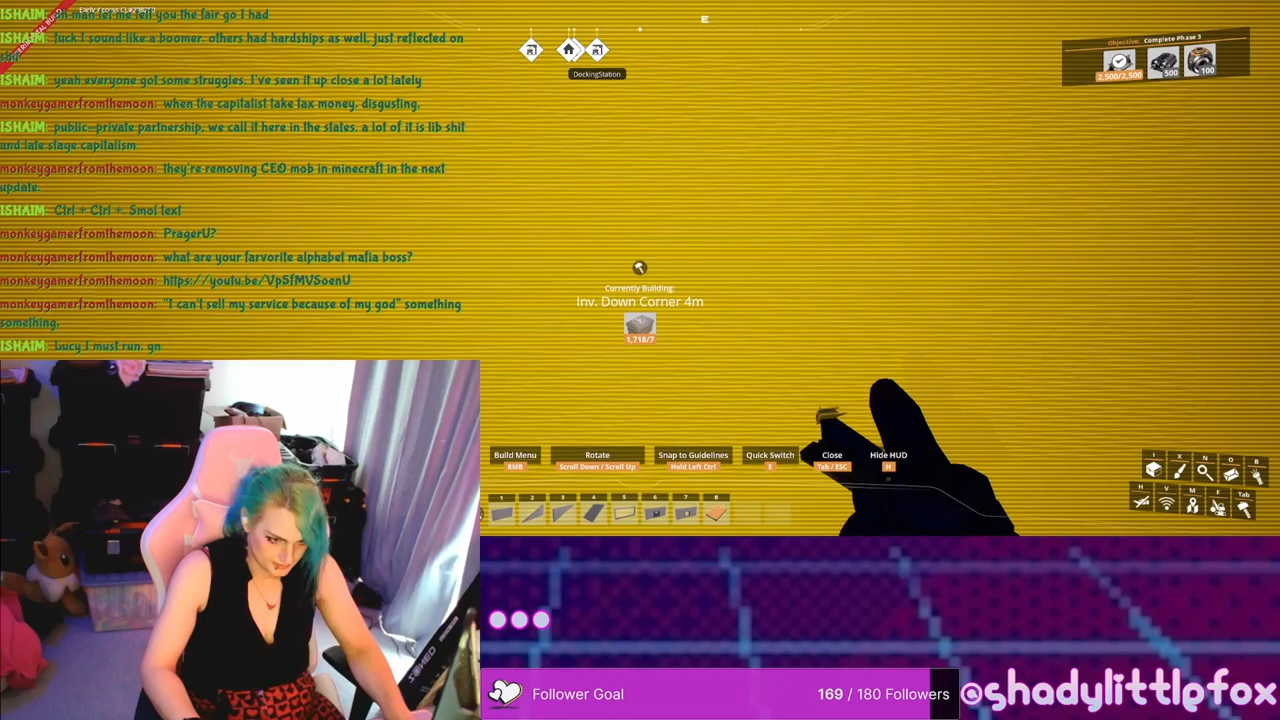 ISHAIM: oh man let me tell you the fair go I had
ISHAIM: fuck I sound like a boomer. others had hardships as well, just reflected on
shit
ISHAIM: yeah everyone got some struggles. I've seen it up close a lot lately
monkeygamerfromthemoon: when the capitalist take tax money. disgusting.
ISHAIM: public-private partnership, we call it here in the states. a lot of it is lib shit
and late stage capitalism
monkeygamerfromthemoon: they're removing CEO mob in minecraft in the next
update.
ISHAIM: Ctrl + Ctrl +. Smol text
monkeygamerfromthemoon: PragerU?
monkeygamerfromthemoon: what are your farvorite alphabet mafia boss?
monkeygamerfromthemoon: https://youtu.be/Vp5fMVSoenU
monkeygamerfromthemoon: "I can't sell my service because of my god" something
something.
ISHAIM: Lucy I must run. gn
E
DockingStation
Objective: Complete Phase 3
2,500/2,500
500
100
Currently Building:
Inv. Down Corner 4m
1,718/7
Build Menu
RMB
Rotate
Scroll Down / Scroll Up
Snap to Guidelines
Hold Left Ctrl
Quick Switch
E
Close
Tab / ESC
Hide HUD
H
1 2 3 4 5 6 7 8
I X N O B
H V M F Tab
Follower Goal
169 / 180 Followers
@shadylittlefox